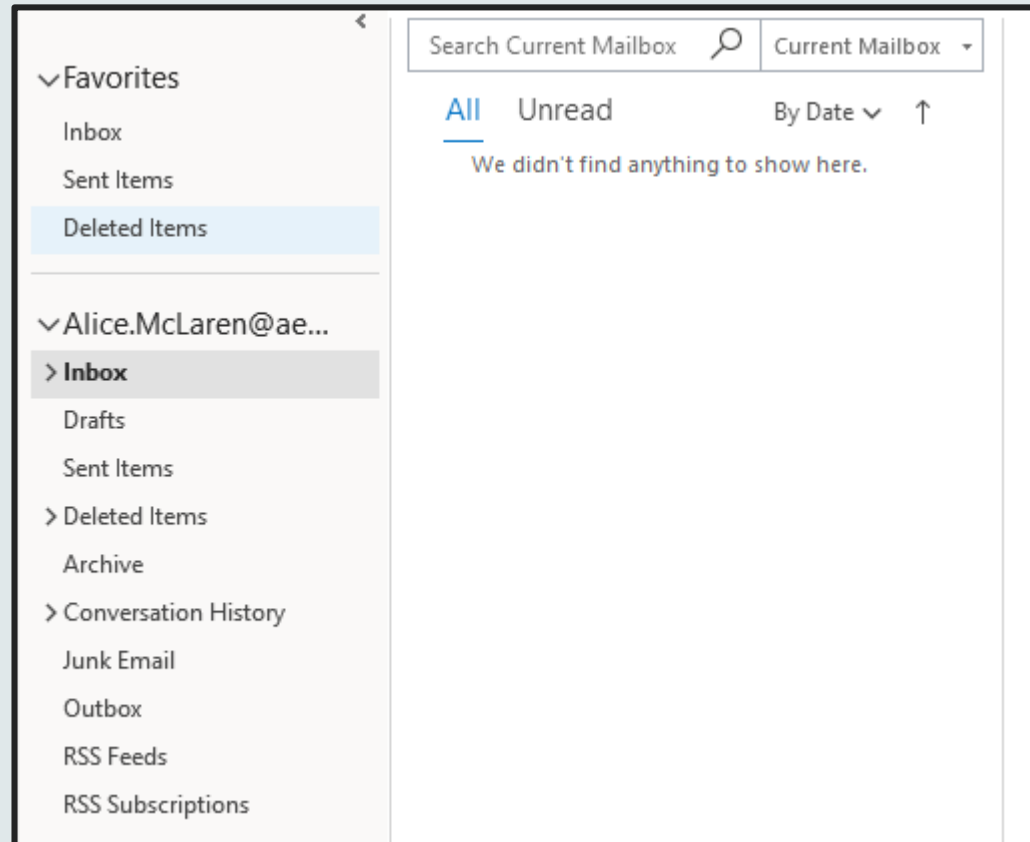 Favorites
Inbox
Sent Items
Deleted Items
Alice.McLaren@ae...
Inbox
Drafts
Sent Items
Deleted Items
Archive
Conversation History
Junk Email
Outbox
RSS Feeds
RSS Subscriptions
Search Current Mailbox Current Mailbox
All Unread By Date
We didn't find anything to show here.